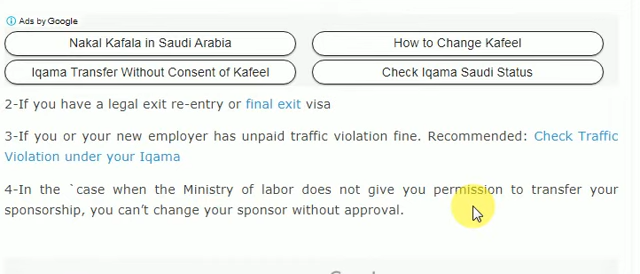 Ads by Google
Nakal Kafala in Saudi Arabia
How to Change Kafeel
Iqama Transfer Without Consent of Kafeel
Check Iqama Saudi Status
2-If you have a legal exit re-entry or final exit visa
3-If you or your new employer has unpaid traffic violation fine. Recommended: Check Traffic
Violation under your Iqama
4-In the `case when the Ministry of labor does not give you permission to transfer your
sponsorship, you can’t change your sponsor without approval.